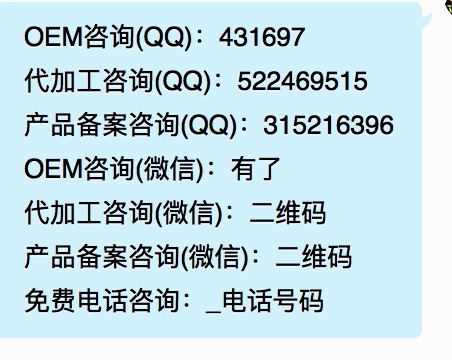 OEM咨询(QQ)：431697
代加工咨询(QQ)：522469515
产品备案咨询(QQ)：315216396
OEM咨询(微信)：有了
代加工咨询(微信)：二维码
产品备案咨询(微信)：二维码
免费电话咨询：_电话号码